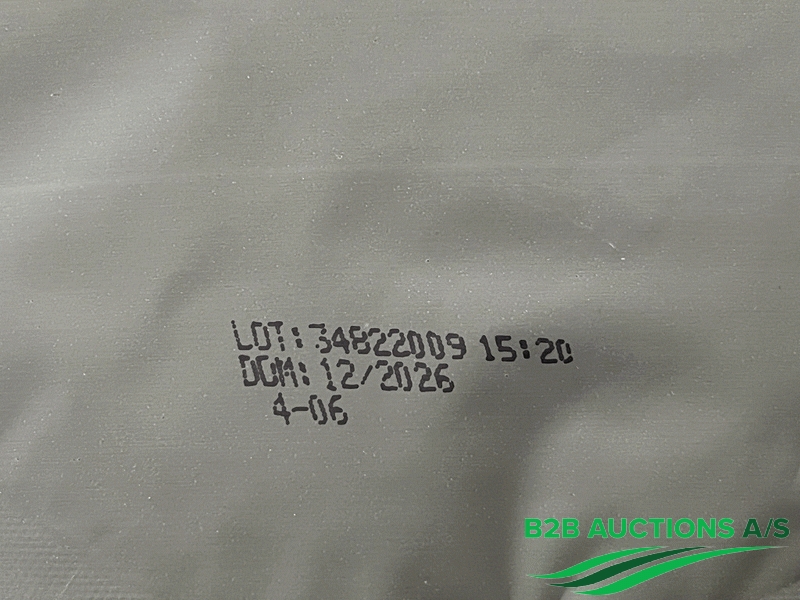 LOT:34822009 15:20
DOM:12/2026
4-06
B2B AUCTIONS A/S